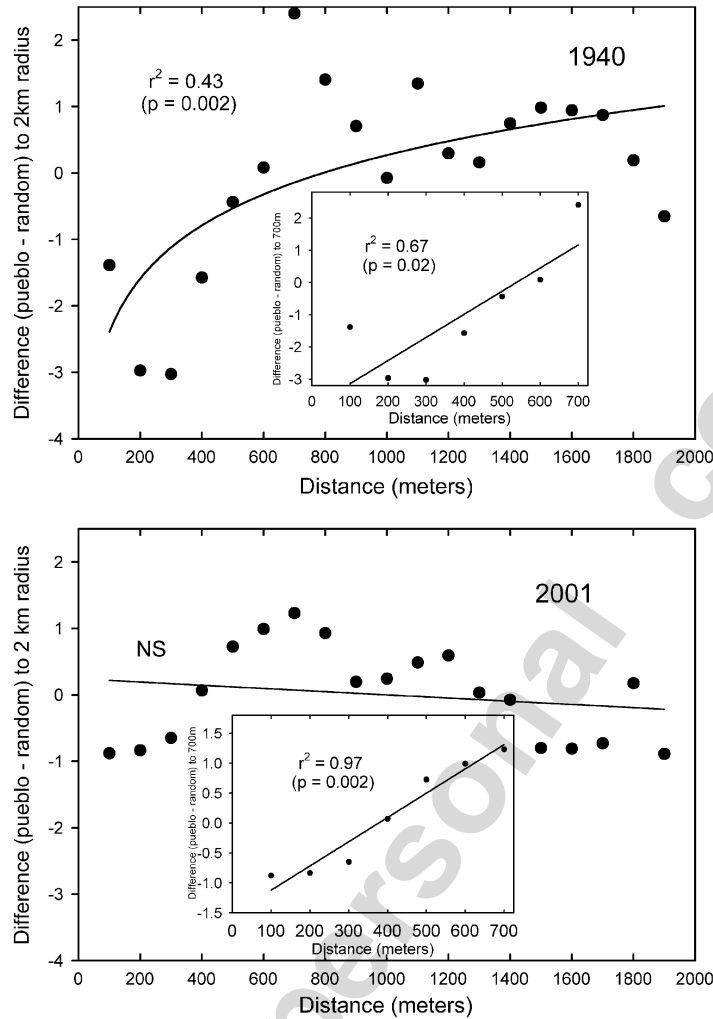 2
1
0
-1
-2
-3
-4
Difference (pueblo - random) to 2km radius
r² = 0.43
(p = 0.002)
1940
2
1
0
-1
-2
-3
Difference (pueblo - random) to 700m
r² = 0.67
(p = 0.02)
0 100 200 300 400 500 600 700
Distance (meters)
0 200 400 600 800 1000 1200 1400 1600 1800 2000
Distance (meters)
2
1
0
-1
-2
-3
-4
Difference (pueblo - random) to 2 km radius
NS
2001
1.5
1.0
0.5
0.0
-0.5
-1.0
-1.5
Difference (pueblo - random) to 700m
r² = 0.97
(p = 0.002)
0 100 200 300 400 500 600 700
Distance (meters)
0 200 400 600 800 1000 1200 1400 1600 1800 2000
Distance (meters)
personal